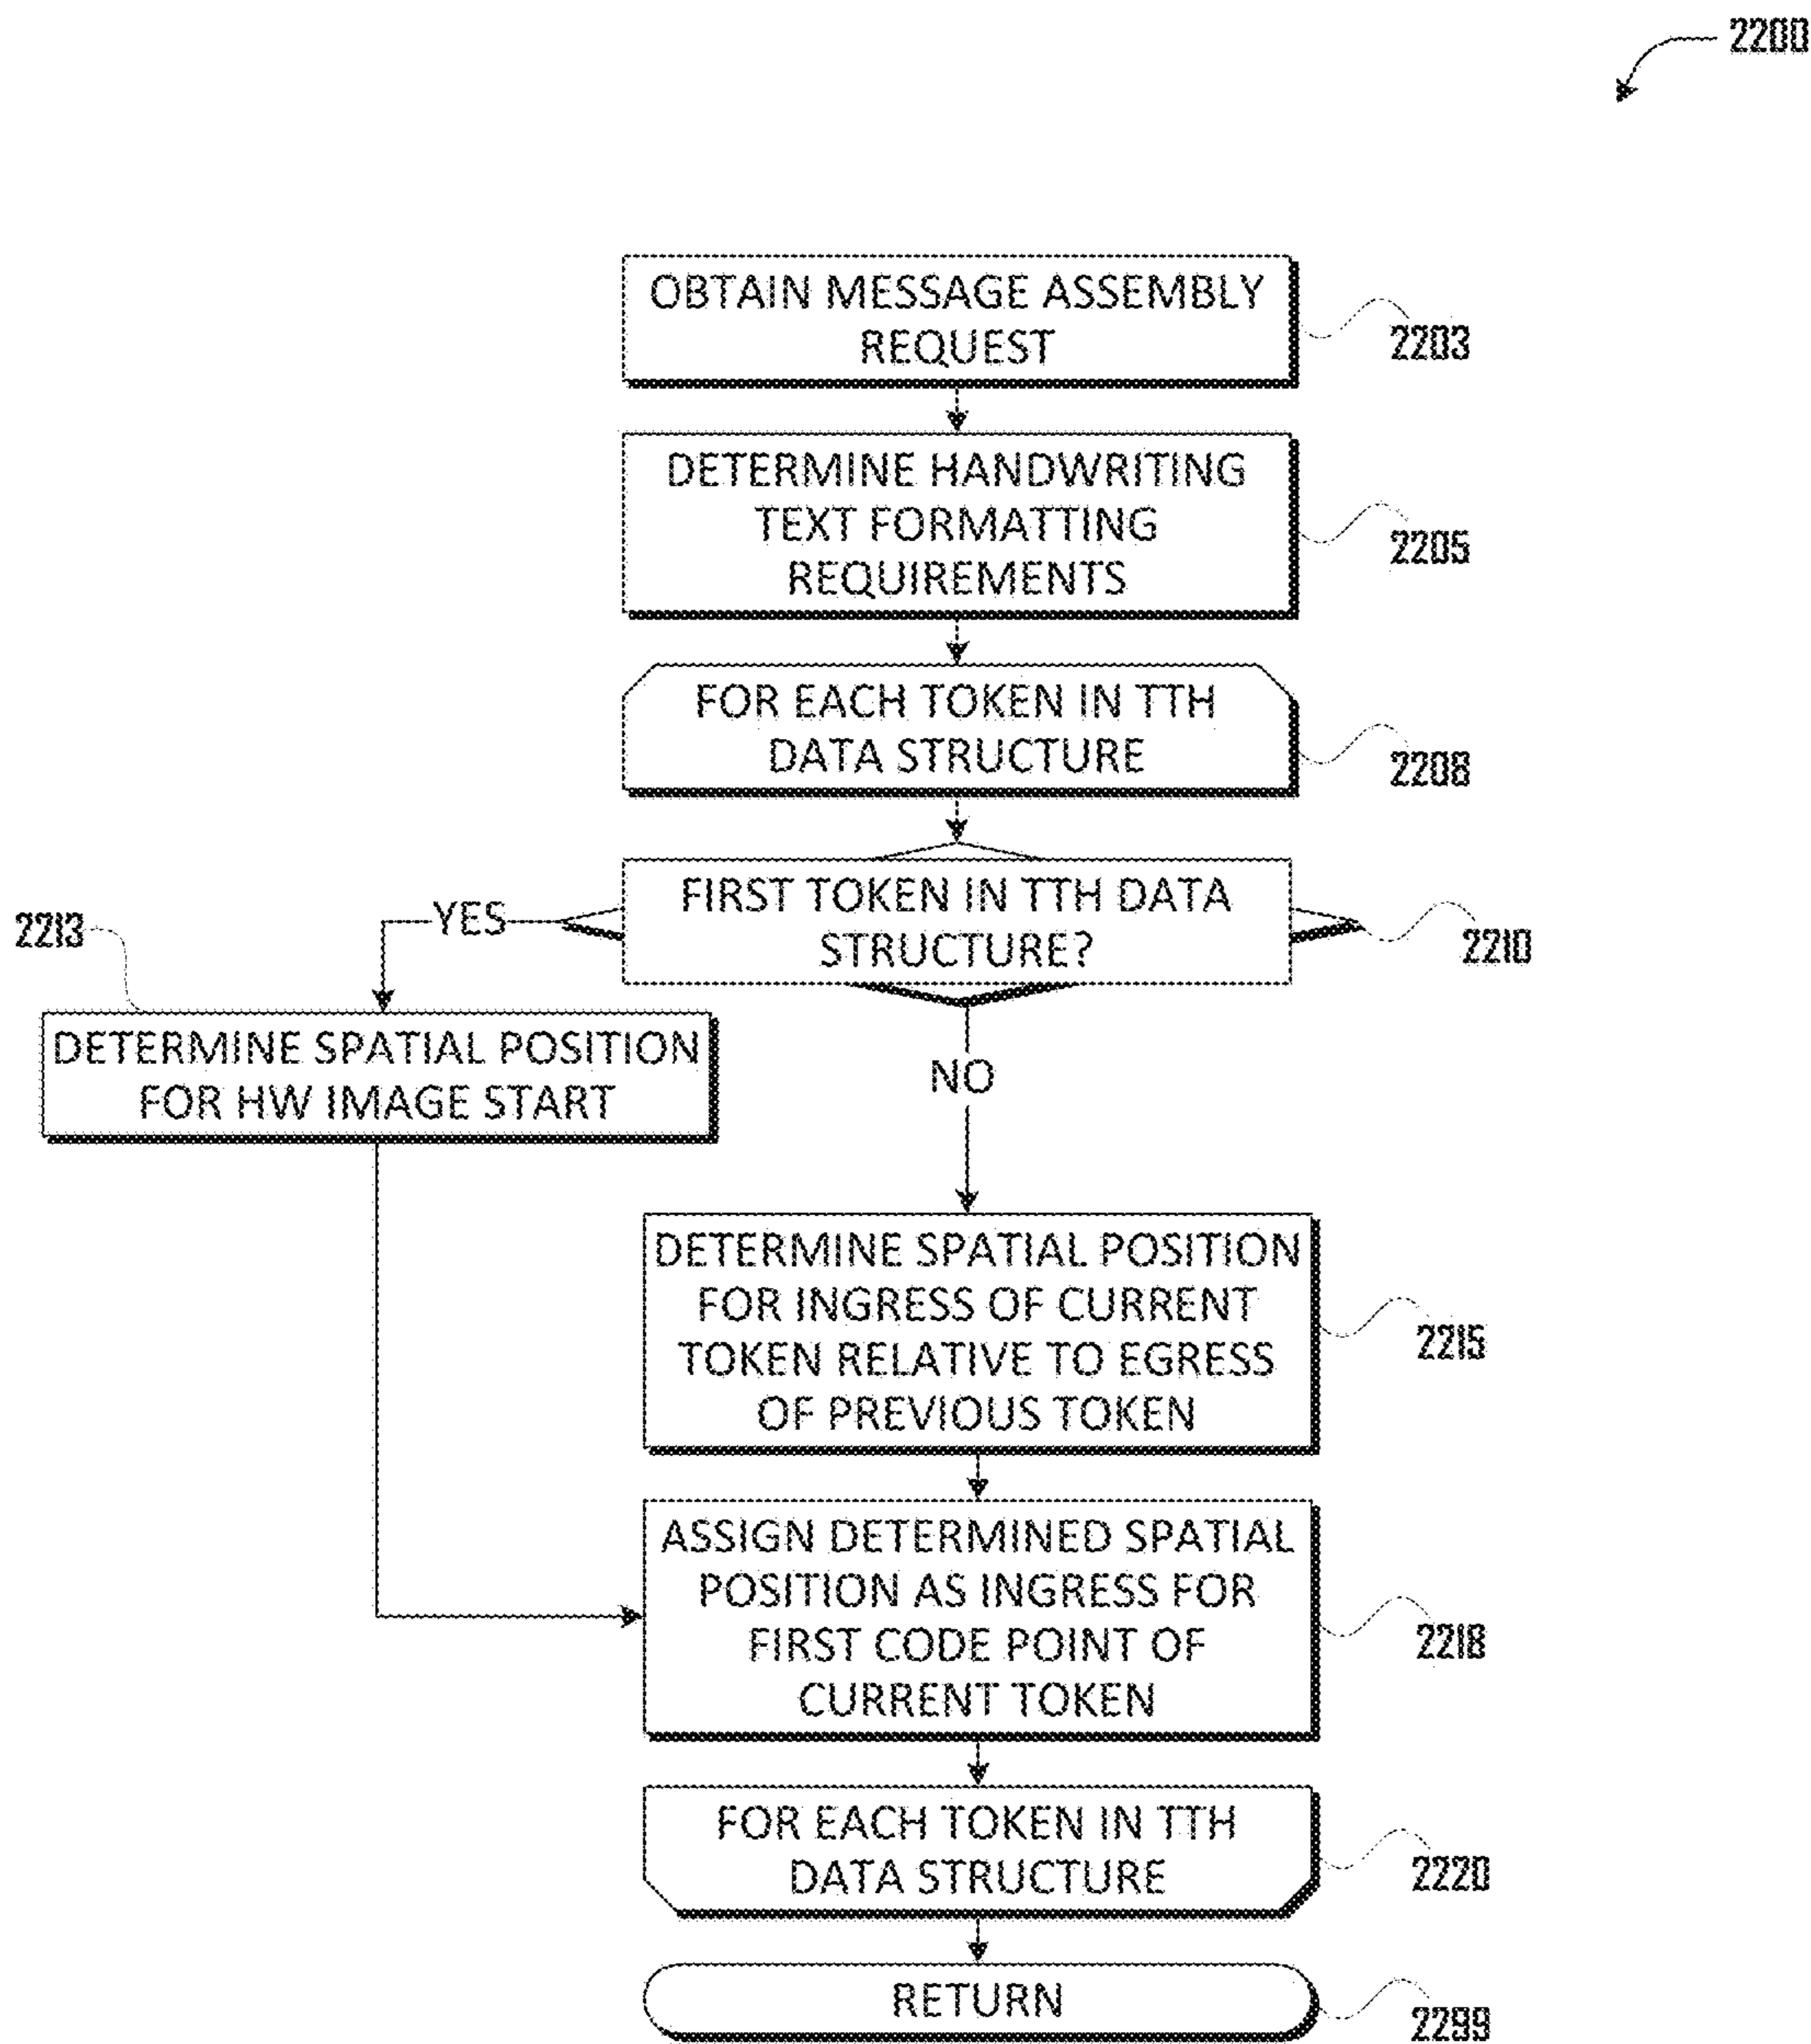 2200
OBTAIN MESSAGE ASSEMBLY
REQUEST
2203
DETERMINE HANDWRITING
TEXT FORMATTING
REQUIREMENTS
2205
FOR EACH TOKEN IN TTH
DATA STRUCTURE
2208
FIRST TOKEN IN TTH DATA
STRUCTURE?
2210
YES
2213
DETERMINE SPATIAL POSITION
FOR HW IMAGE START
NO
DETERMINE SPATIAL POSITION
FOR INGRESS OF CURRENT
TOKEN RELATIVE TO EGRESS
OF PREVIOUS TOKEN
2215
ASSIGN DETERMINED SPATIAL
POSITION AS INGRESS FOR
FIRST CODE POINT OF
CURRENT TOKEN
2218
FOR EACH TOKEN IN TTH
DATA STRUCTURE
2220
RETURN
2299